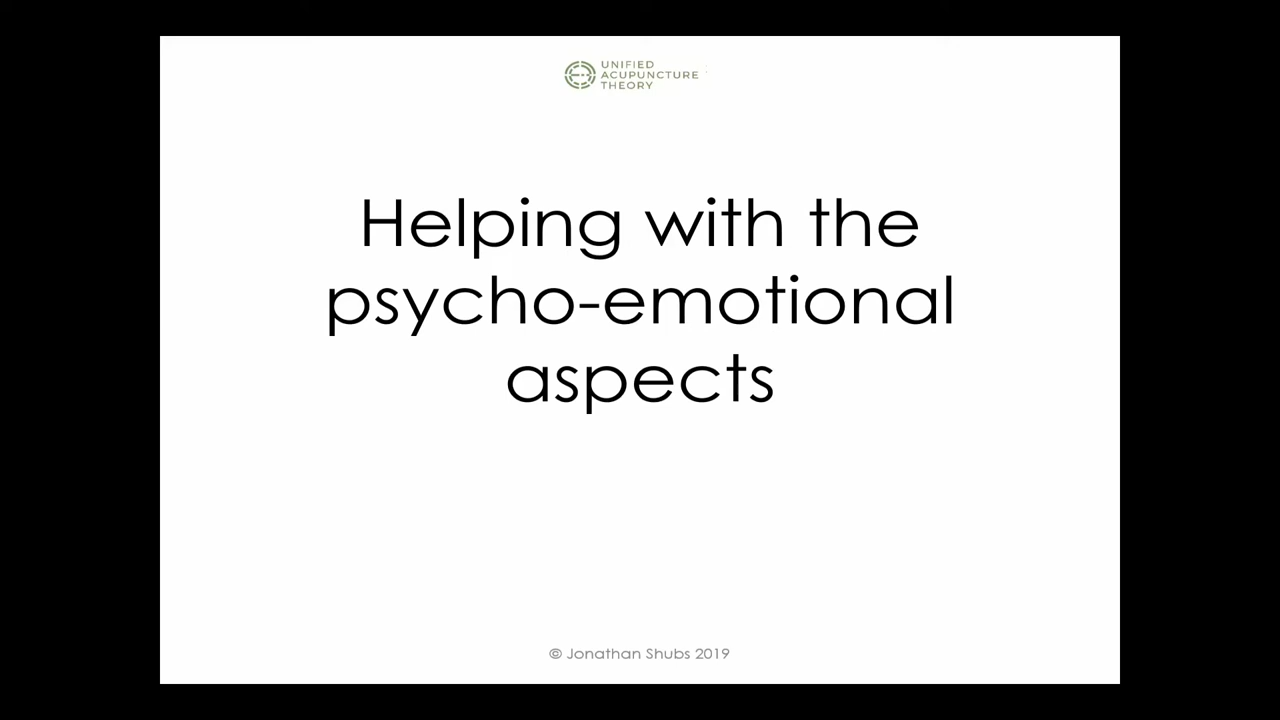 UNIFIED
ACUPUNCTURE
THEORY
Helping with the
psycho-emotional
aspects
© Jonathan Shubs 2019